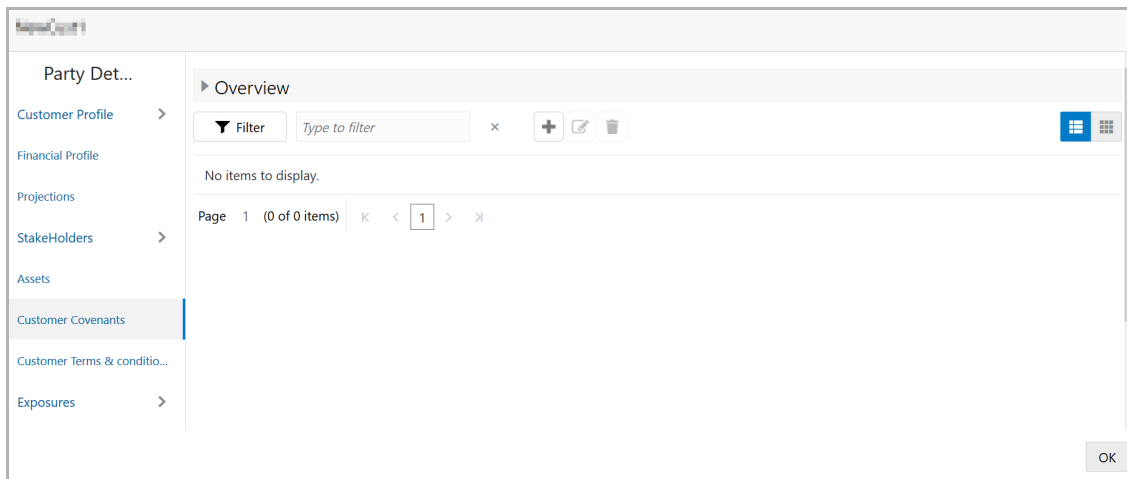 Party Det...
Customer Profile
Financial Profile
Projections
StakeHolders
Assets
Customer Covenants
Customer Terms & conditio...
Exposures
Overview
Filter Type to filter
No items to display.
Page 1 (0 of 0 items) 1
OK